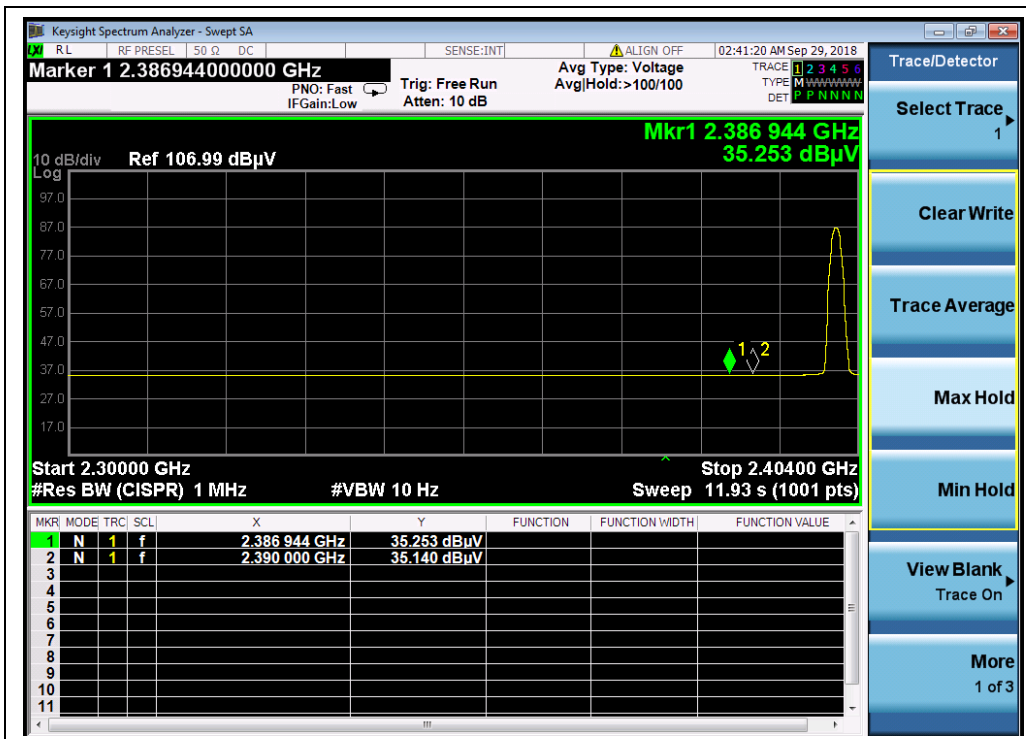 Keysight Spectrum Analyzer - Swept SA
LXI RL RF PRESEL 50 Ω DC SENSE:INT ALIGN OFF 02:41:20 AM Sep 29, 2018
Marker 1 2.386944000000 GHz
PNO: Fast
IFGain:Low
Trig: Free Run
Atten: 10 dB
Avg Type: Voltage
Avg|Hold:>100/100
TRACE 1 2 3 4 5 6
TYPE M W W W W W
DET P P N N N N
Mkr1 2.386 944 GHz
35.253 dBµV
10 dB/div Ref 106.99 dBµV
Log
97.0
87.0
77.0
67.0
57.0
47.0
37.0
27.0
17.0
1 2
Start 2.30000 GHz Stop 2.40400 GHz
#Res BW (CISPR) 1 MHz #VBW 10 Hz Sweep 11.93 s (1001 pts)
MKR MODE TRC SCL X Y FUNCTION FUNCTION WIDTH FUNCTION VALUE
1 N 1 f 2.386 944 GHz 35.253 dBµV
2 N 1 f 2.390 000 GHz 35.140 dBµV
3
4
5
6
7
8
9
10
11
Trace/Detector
Select Trace
1
Clear Write
Trace Average
Max Hold
Min Hold
View Blank
Trace On
More
1 of 3